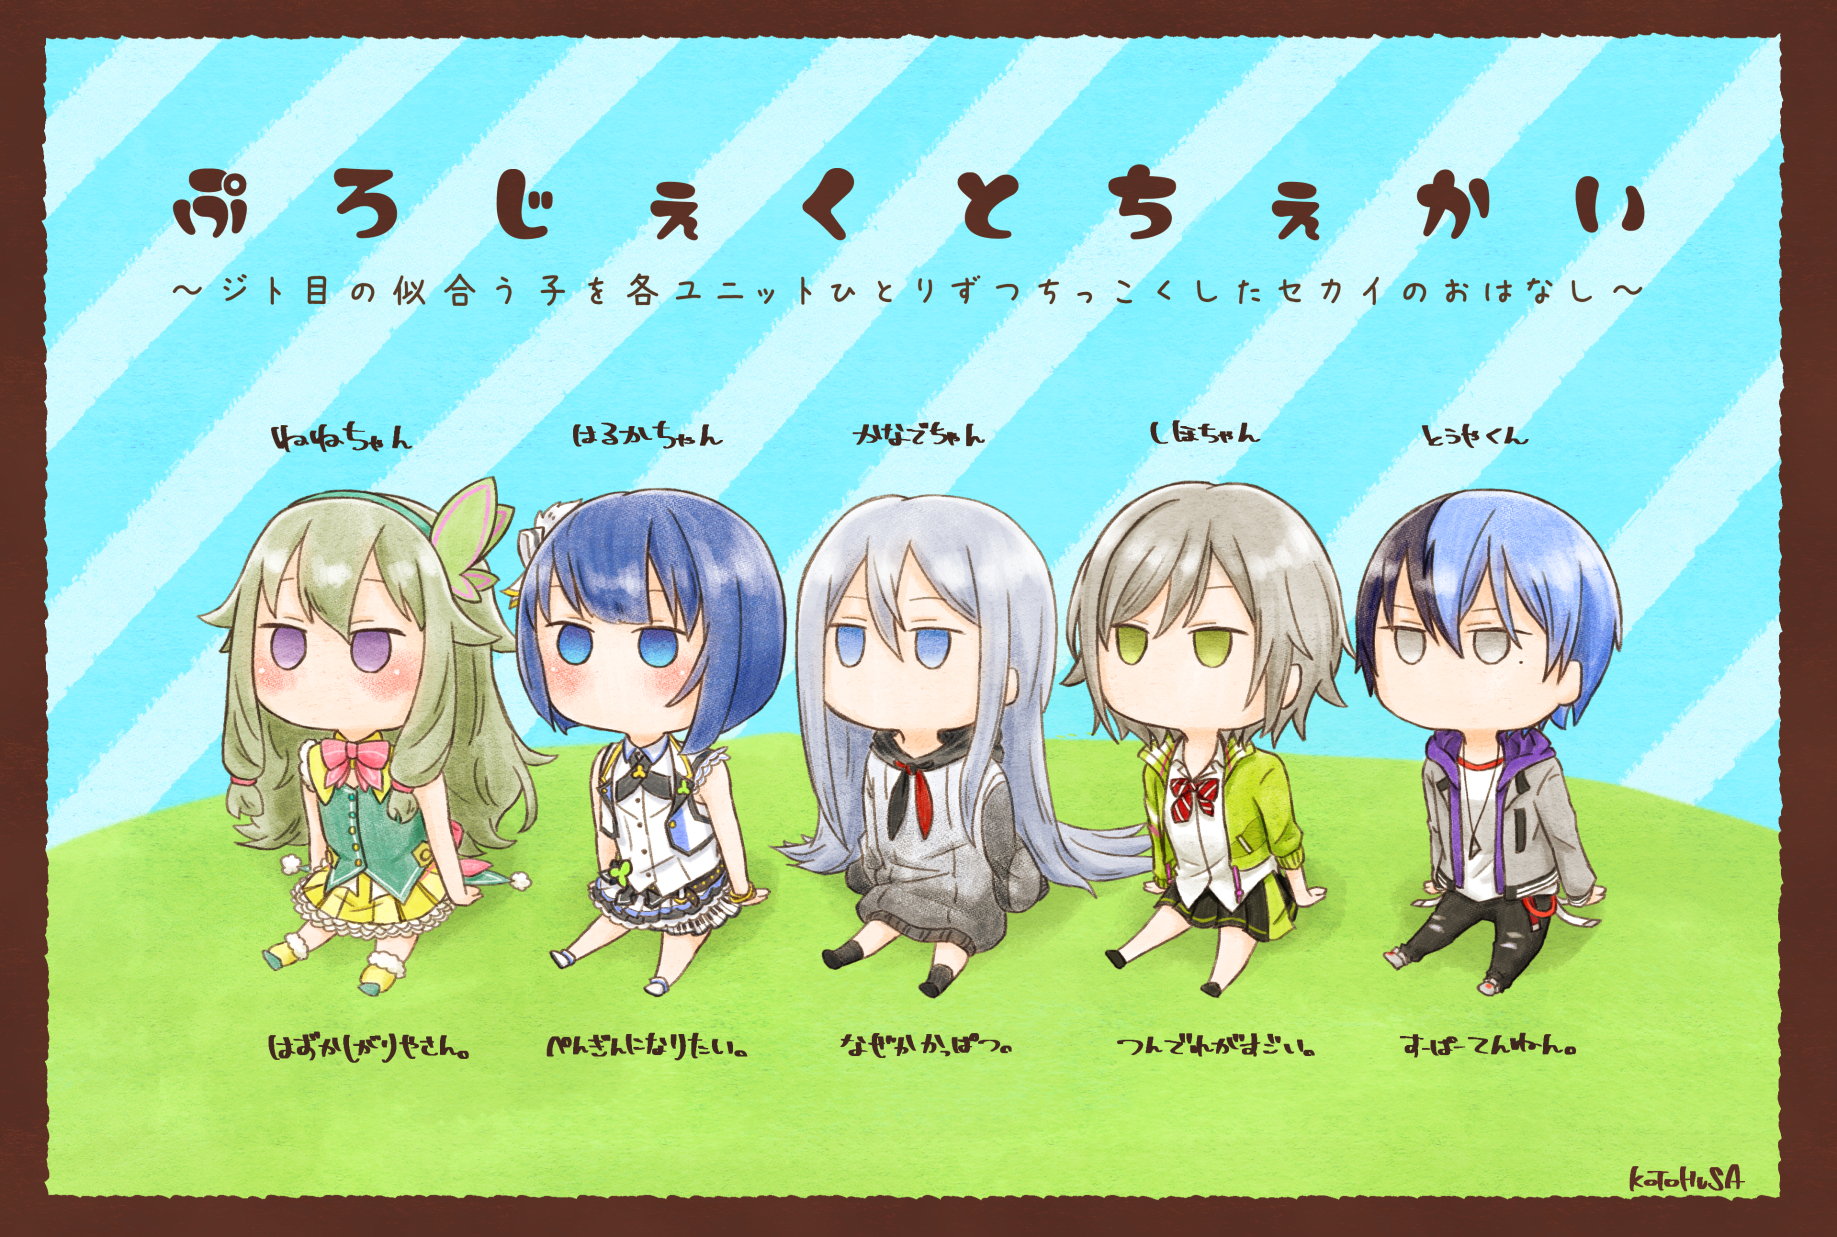 ぷろじぇくとちぇかい
～ジト目の似合う子を各ユニットひとりずつちっこくしたセカイのおはなし～
ねねちゃん はるかちゃん かなでちゃん しほちゃん とうやくん
はずかしがりやさん。 ぺんぎんになりたい。 なぜかかっぱつ。 つんでれがすごい。 すーぱーてんねん。
KOTOHuSA